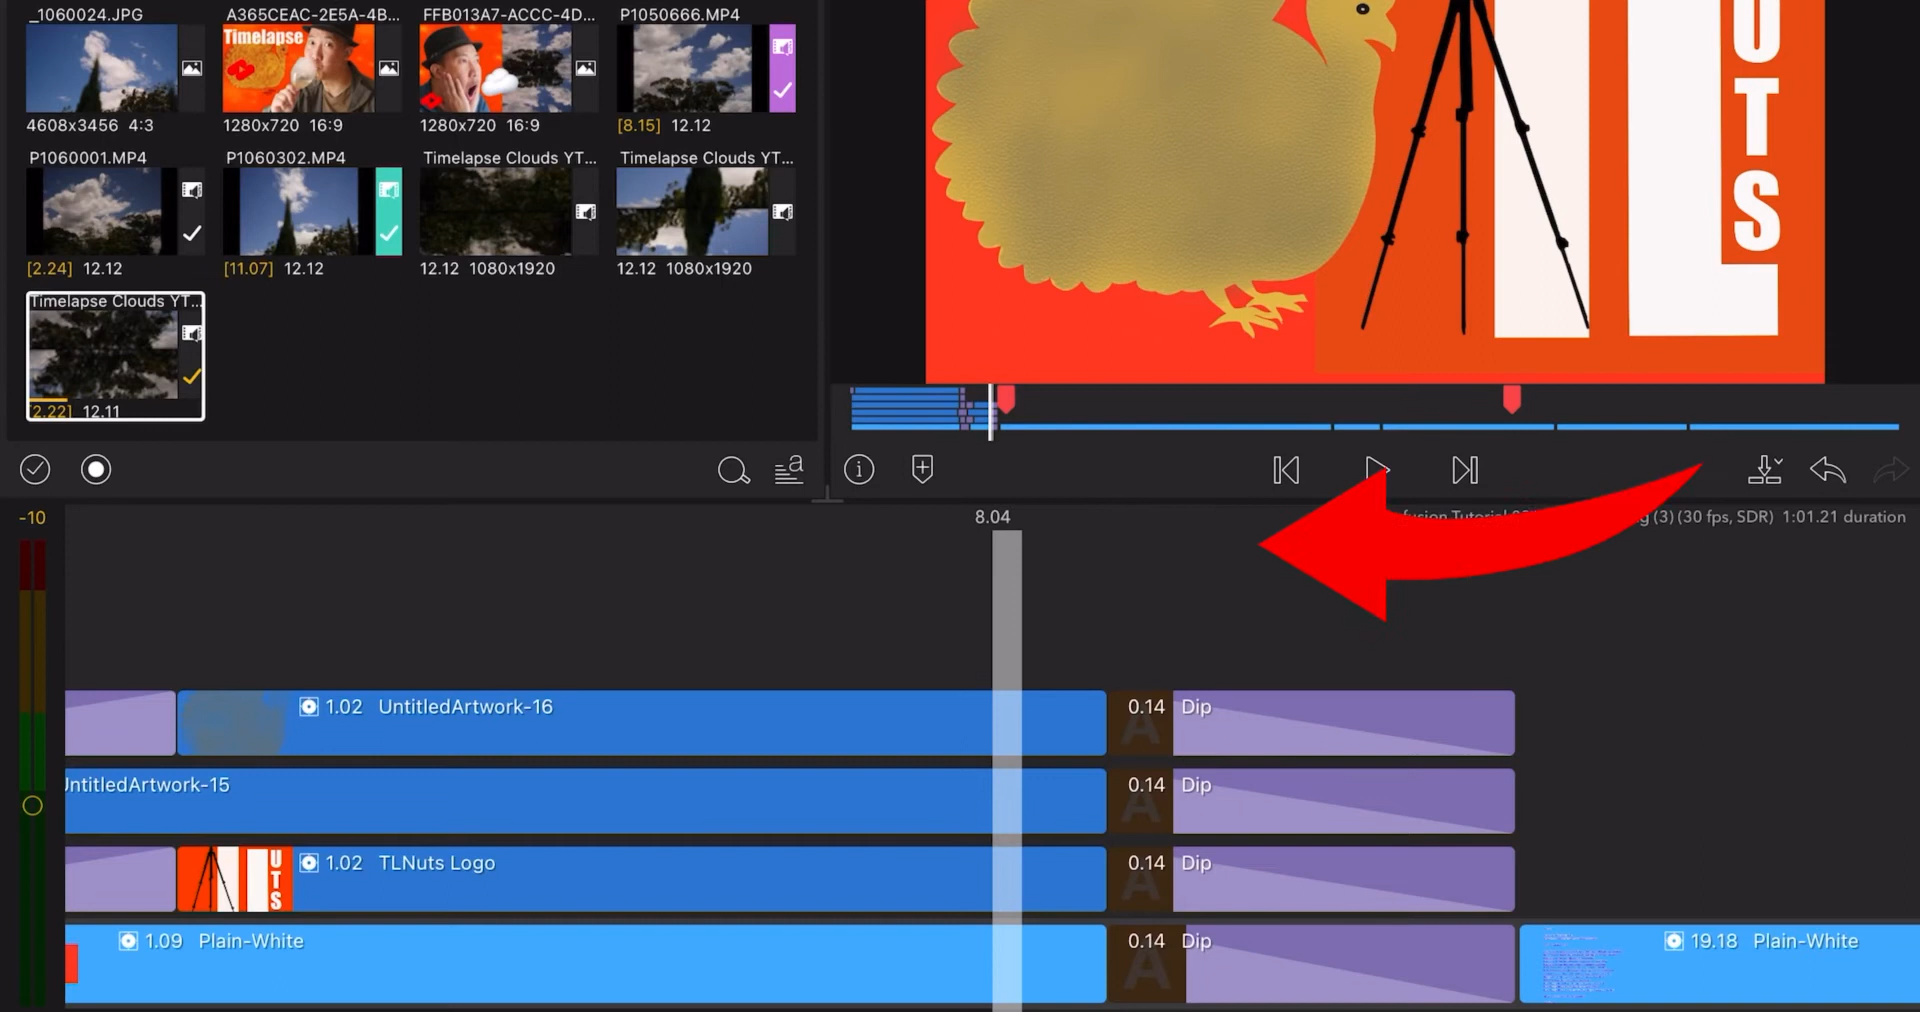 _1060024.JPG
A365CEAC-2E5A-4B...
FFB013A7-ACCC-4D...
P1050666.MP4
Timelapse
4608x3456 4:3
1280x720 16:9
1280x720 16:9
[8.15] 12.12
P1060001.MP4
P1060302.MP4
Timelapse Clouds YT...
Timelapse Clouds YT...
[2.24] 12.12
[11.07] 12.12
12.12 1080x1920
12.12 1080x1920
Timelapse Clouds YT...
[2.22] 12.11
UTS
L
-10
8.04
fusion Tutorial
g (3) (30 fps, SDR) 1:01.21 duration
1.02 UntitledArtwork-16
0.14 Dip
UntitledArtwork-15
0.14 Dip
UTS
1.02 TLNuts Logo
0.14 Dip
1.09 Plain-White
0.14 Dip
19.18 Plain-White